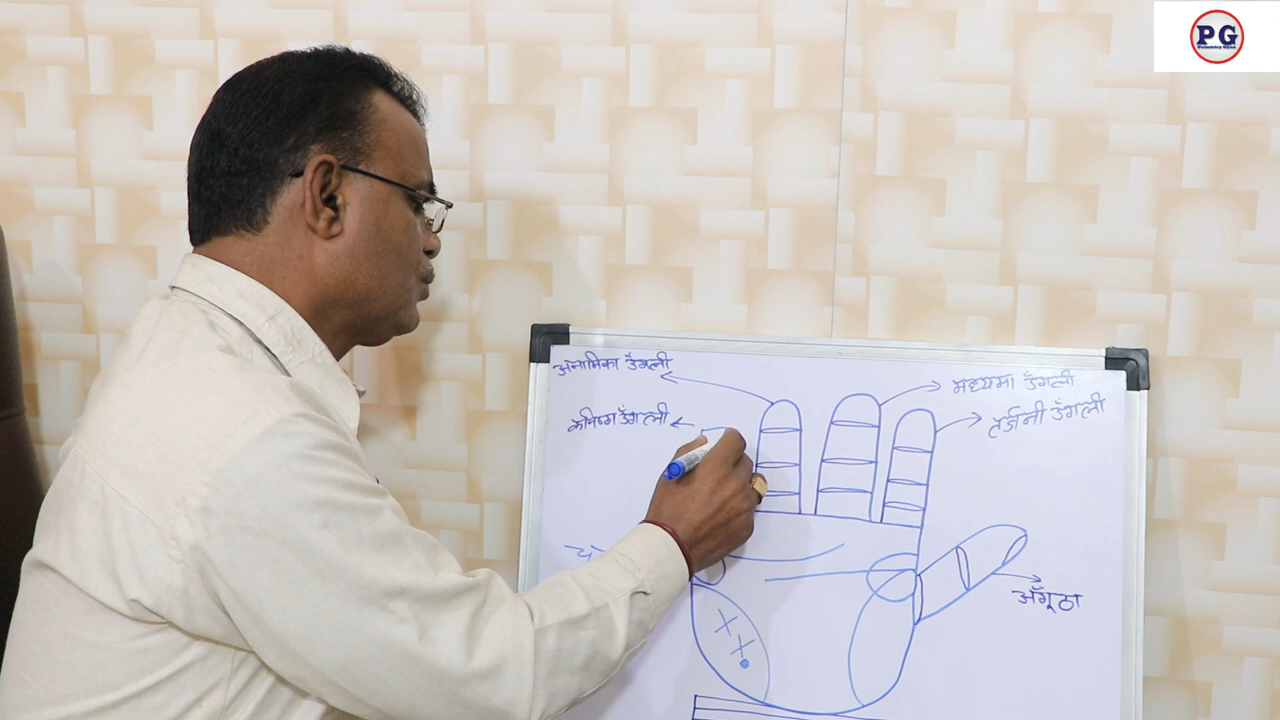 PG
अनामिका उँगली
मध्यमा उँगली
कनिष्ठा उँगली
तर्जनी उँगली
अँगूठा